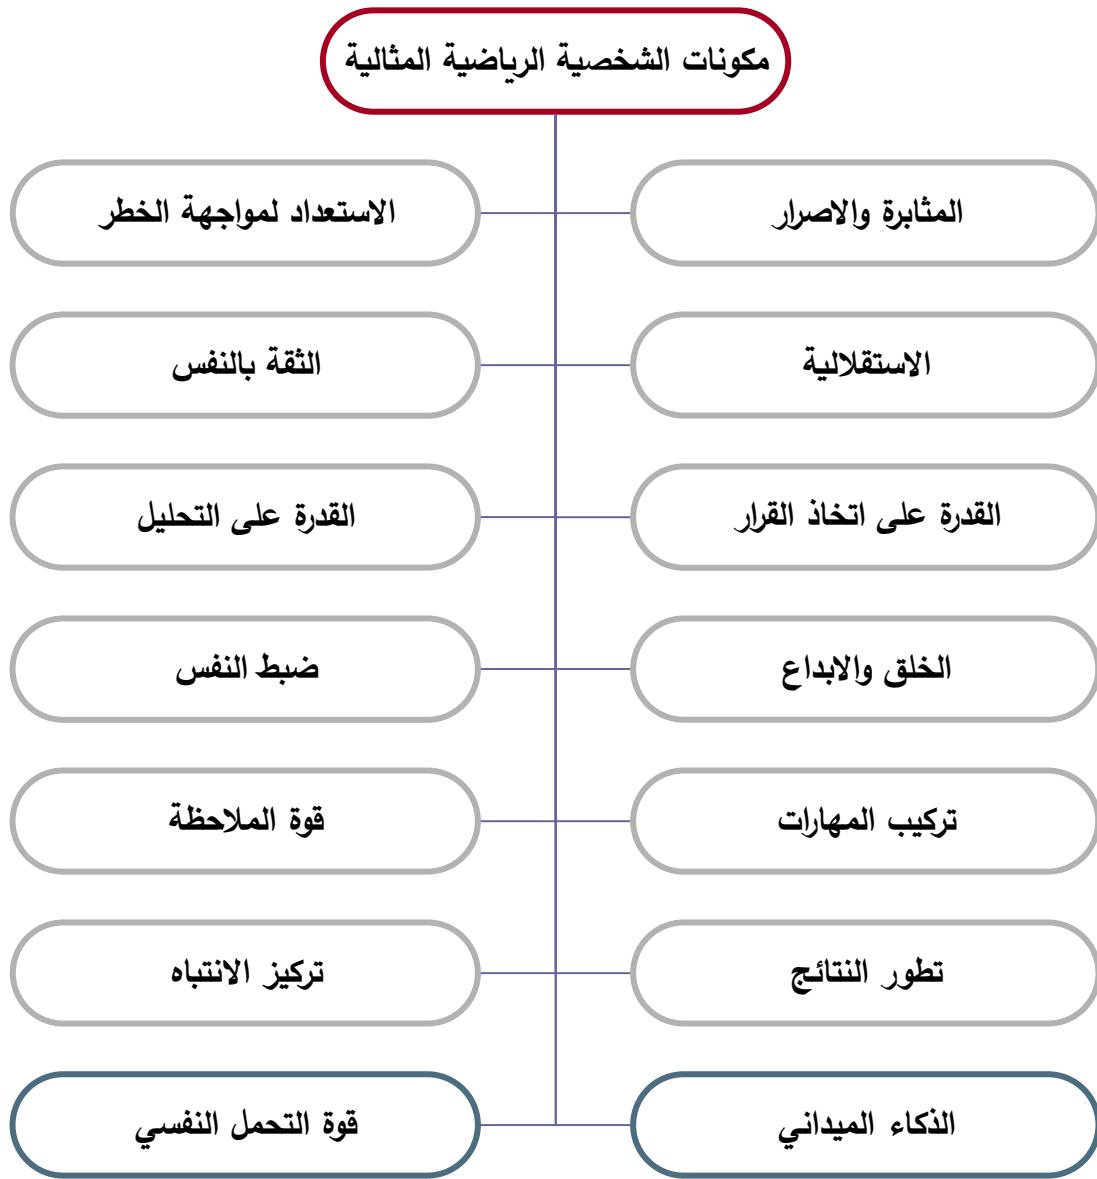 مكونات الشخصية الرياضية المثالية
المثابرة والاصرار
الاستعداد لمواجهة الخطر
الاستقلالية
الثقة بالنفس
القدرة على اتخاذ القرار
القدرة على التحليل
الخلق والابداع
ضبط النفس
تركيب المهارات
قوة الملاحظة
تطور النتائج
تركيز الانتباه
الذكاء الميداني
قوة التحمل النفسي